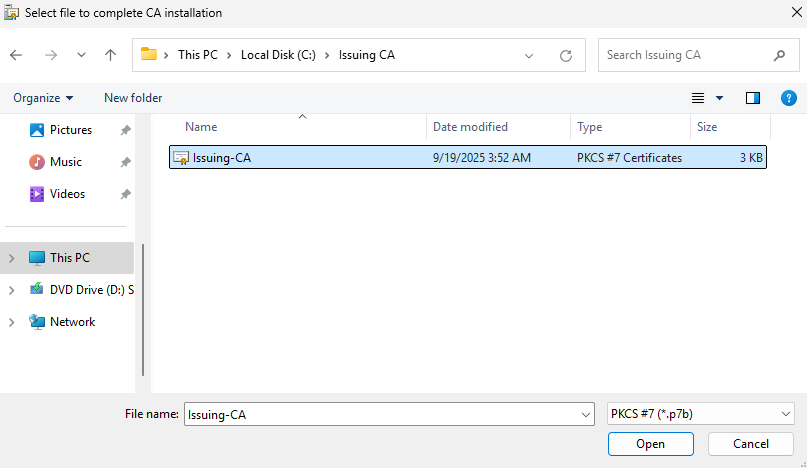 Select file to complete CA installation
This PC > Local Disk (C:) > Issuing CA
Search Issuing CA
Organize
New folder
Pictures
Music
Videos
This PC
DVD Drive (D:) S
Network
Name Date modified Type Size
Issuing-CA 9/19/2025 3:52 AM PKCS #7 Certificates 3 KB
File name: Issuing-CA PKCS #7 (*.p7b)
Open Cancel